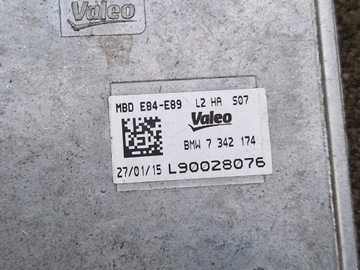 Valeo
MBD E84-E89 L2 HA S07
Valeo
BMW 7 342 174
27/01/15 L90028076